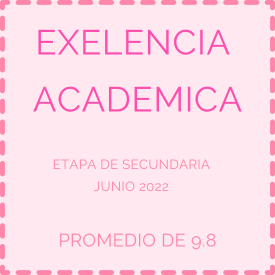 EXELENCIA
ACADEMICA
ETAPA DE SECUNDARIA
JUNIO 2022
PROMEDIO DE 9.8